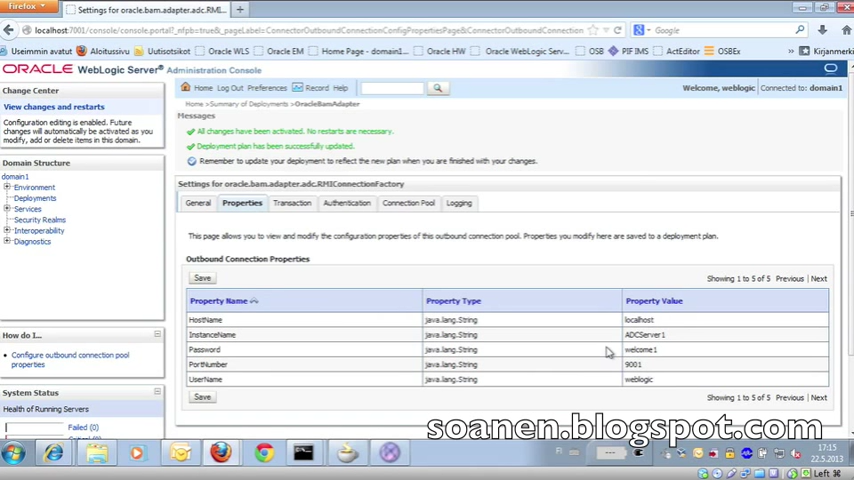 Firefox
Settings for oracle.bam.adapter.adc.RMI...
localhost:7001/console/console.portal?_nfpb=true&_pageLabel=ConnectorOutboundConnectionConfigPropertiesPage&ConnectorOutboundConnection
Google
Useimmin avatut
Aloitussivu
Uutisotsikot
Oracle WLS
Oracle EM
Home Page - domain1...
Oracle HW
Oracle WebLogic Serv...
OSB
PIF IMS
ActEditor
OSBEx
Kirjanmerki
ORACLE WebLogic Server Administration Console
Change Center
View changes and restarts
Configuration editing is enabled. Future
changes will automatically be activated as you
modify, add or delete items in this domain.
Domain Structure
domain1
Environment
Deployments
Services
Security Realms
Interoperability
Diagnostics
How do I...
Configure outbound connection pool
properties
System Status
Health of Running Servers
Failed (0)
Home Log Out Preferences Record Help
Welcome, weblogic
Connected to: domain1
Home >Summary of Deployments >OracleBamAdapter
Messages
All changes have been activated. No restarts are necessary.
Deployment plan has been successfully updated.
Remember to update your deployment to reflect the new plan when you are finished with your changes.
Settings for oracle.bam.adapter.adc.RMIConnectionFactory
General Properties Transaction Authentication Connection Pool Logging
This page allows you to view and modify the configuration properties of this outbound connection pool. Properties you modify here are saved to a deployment plan.
Outbound Connection Properties
Save
Showing 1 to 5 of 5 Previous Next
Property Name Property Type Property Value
HostName java.lang.String localhost
InstanceName java.lang.String ADCServer1
Password java.lang.String welcome1
PortNumber java.lang.String 9001
UserName java.lang.String weblogic
Save
Showing 1 to 5 of 5 Previous Next
soanen.blogspot.com
FI
17:15
22.5.2013
Right Ctrl